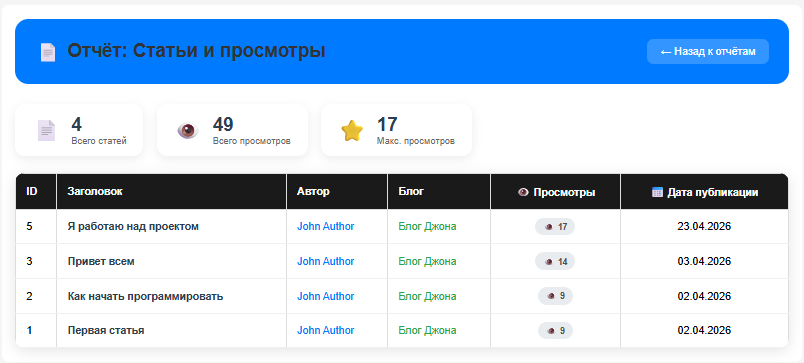 Отчёт: Статьи и просмотры
← Назад к отчётам
4
Всего статей
49
Всего просмотров
17
Макс. просмотров
ID Заголовок Автор Блог Просмотры Дата публикации
5 Я работаю над проектом John Author Блог Джона 17 23.04.2026
3 Привет всем John Author Блог Джона 14 03.04.2026
2 Как начать программировать John Author Блог Джона 9 02.04.2026
1 Первая статья John Author Блог Джона 9 02.04.2026